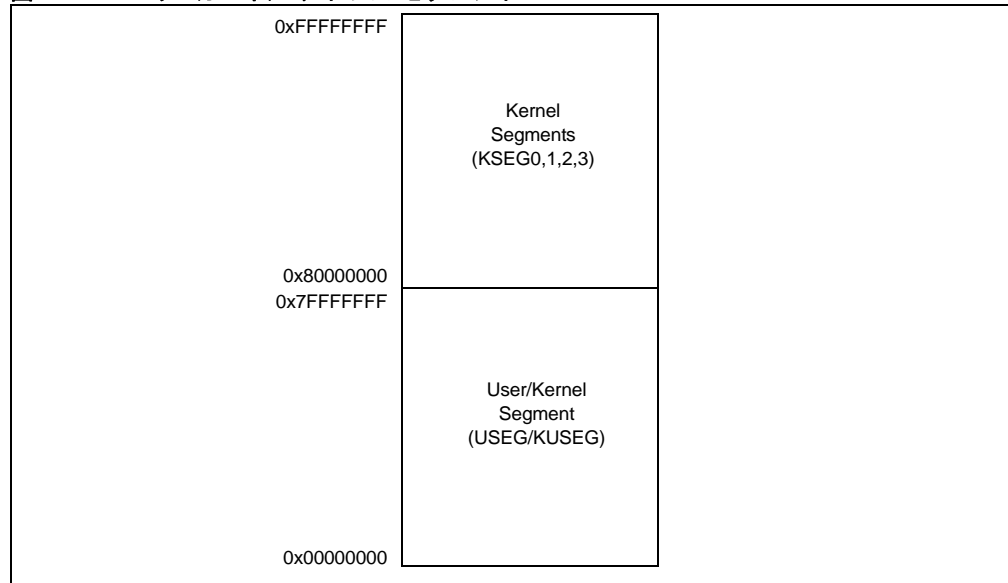 0xFFFFFFFF
Kernel
Segments
(KSEG0,1,2,3)
0x80000000
0x7FFFFFFF
User/Kernel
Segment
(USEG/KUSEG)
0x00000000